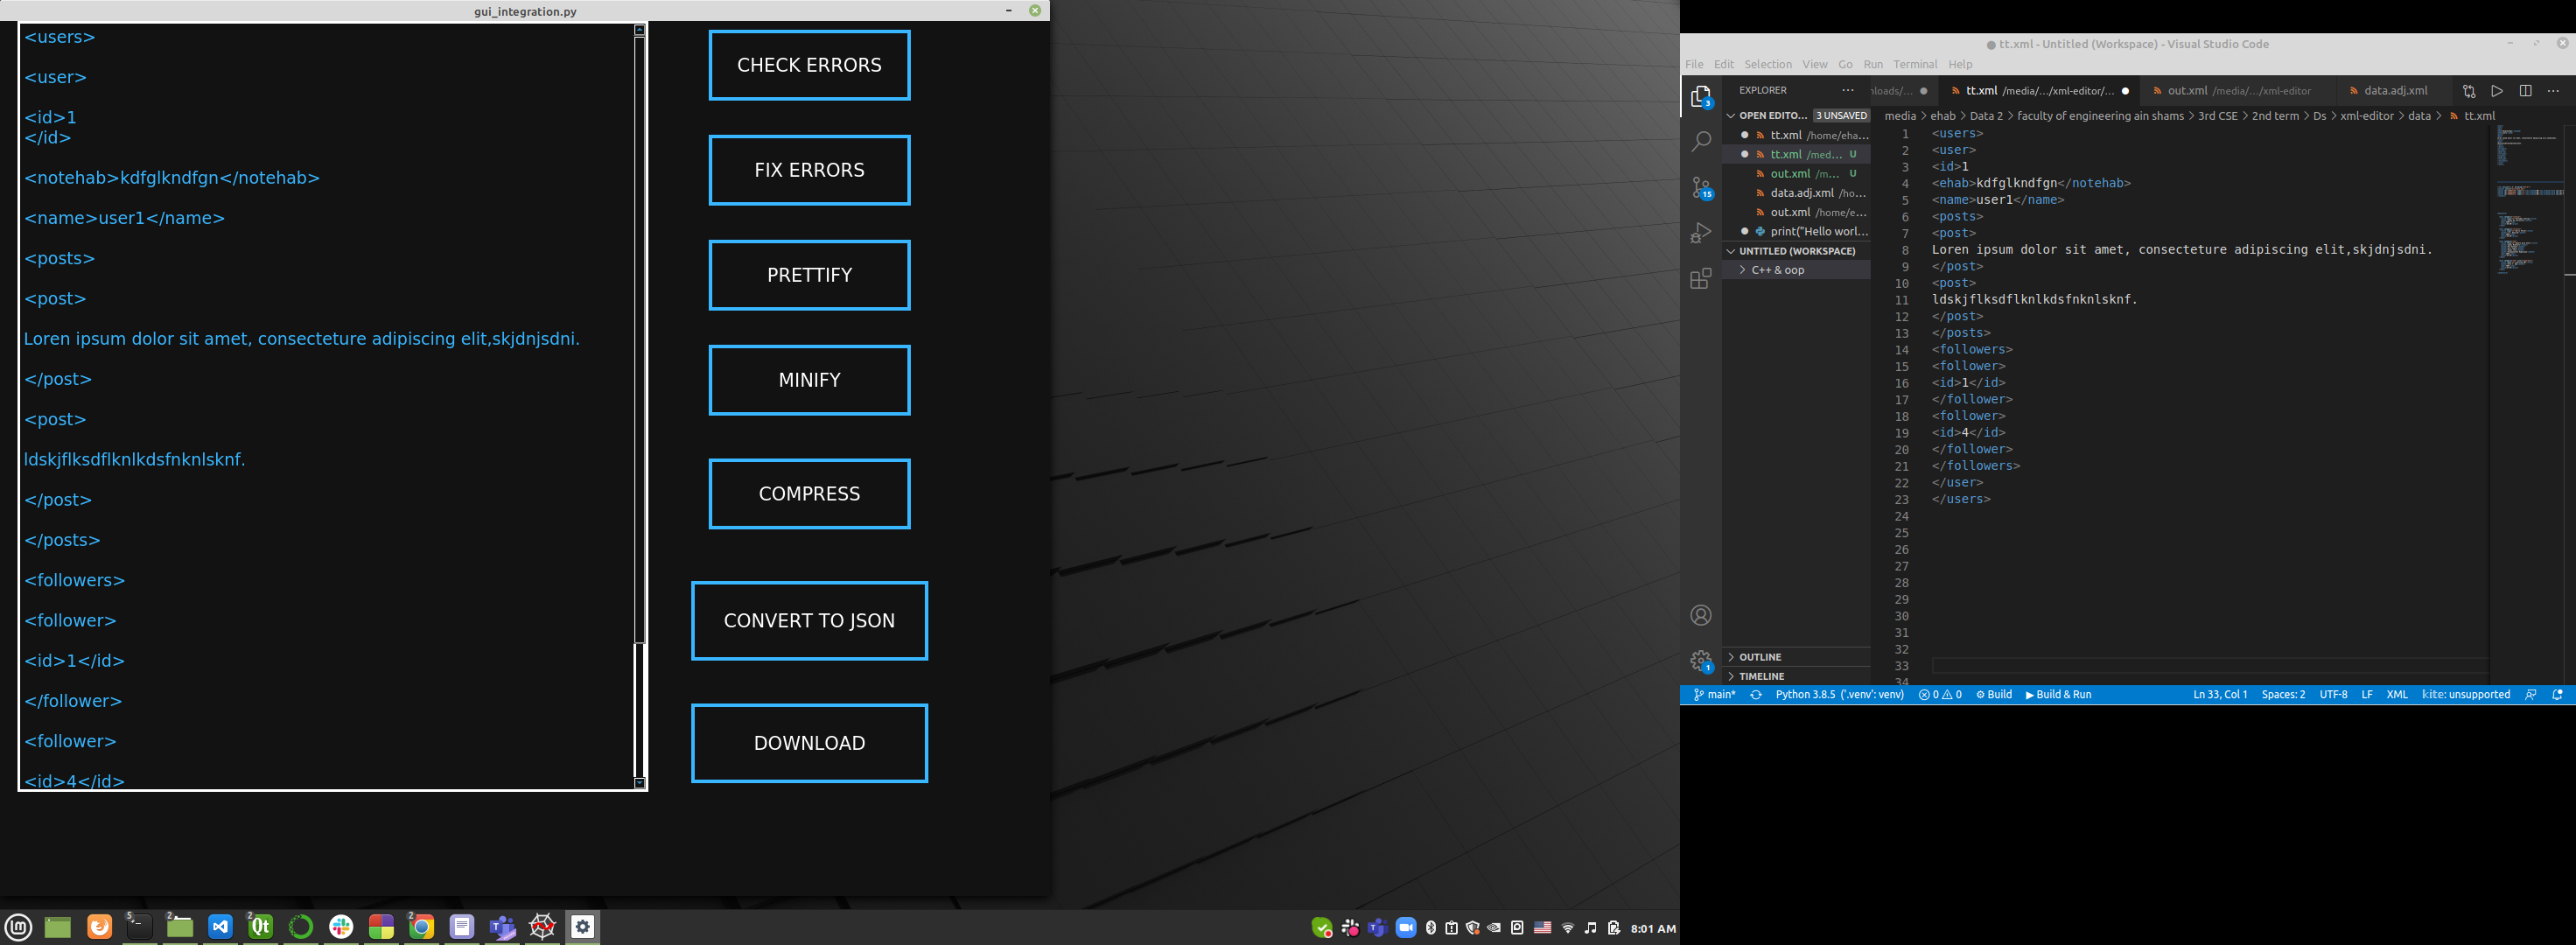 gui_integration.py
<users>
<user>
<id>1
</id>
<notehab>kdfglkndfgn</notehab>
<name>user1</name>
<posts>
<post>
Loren ipsum dolor sit amet, consecteture adipiscing elit,skjdnjsdni.
</post>
<post>
ldskjflksdflknlkdsfnknlsknf.
</post>
</posts>
<followers>
<follower>
<id>1</id>
</follower>
<follower>
<id>4</id>
CHECK ERRORS
FIX ERRORS
PRETTIFY
MINIFY
COMPRESS
CONVERT TO JSON
DOWNLOAD
5
2
2
2
8:01 AM
● tt.xml - Untitled (Workspace) - Visual Studio Code
File Edit Selection View Go Run Terminal Help
3
15
1
EXPLORER ···
OPEN EDITO... 3 UNSAVED
tt.xml /home/eha...
tt.xml /med... U
out.xml /m... U
data.adj.xml /ho...
out.xml /home/e...
print("Hello worl...
UNTITLED (WORKSPACE)
C++ & oop
OUTLINE
TIMELINE
nloads/... tt.xml /media/.../xml-editor/... out.xml /media/.../xml-editor data.adj.xml ···
media > ehab > Data 2 > faculty of engineering ain shams > 3rd CSE > 2nd term > Ds > xml-editor > data > tt.xml
1 <users>
2 <user>
3 <id>1
4 <ehab>kdfglkndfgn</notehab>
5 <name>user1</name>
6 <posts>
7 <post>
8 Loren ipsum dolor sit amet, consecteture adipiscing elit,skjdnjsdni.
9 </post>
10 <post>
11 ldskjflksdflknlkdsfnknlsknf.
12 </post>
13 </posts>
14 <followers>
15 <follower>
16 <id>1</id>
17 </follower>
18 <follower>
19 <id>4</id>
20 </follower>
21 </followers>
22 </user>
23 </users>
24
25
26
27
28
29
30
31
32
33
34
main* Python 3.8.5 ('.venv': venv) 0 0 Build Build & Run Ln 33, Col 1 Spaces: 2 UTF-8 LF XML kite: unsupported